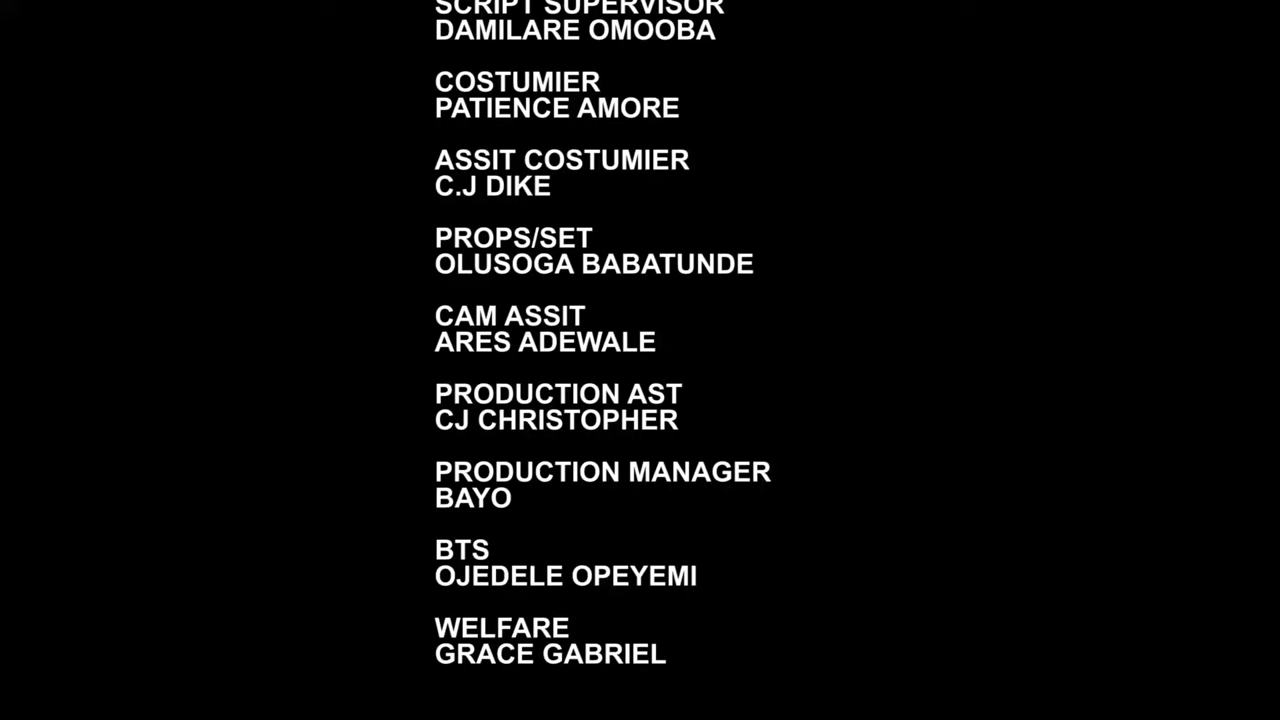 SCRIPT SUPERVISOR
DAMILARE OMOOBA
COSTUMIER
PATIENCE AMORE
ASSIT COSTUMIER
C.J DIKE
PROPS/SET
OLUSOGA BABATUNDE
CAM ASSIT
ARES ADEWALE
PRODUCTION AST
CJ CHRISTOPHER
PRODUCTION MANAGER
BAYO
BTS
OJEDELE OPEYEMI
WELFARE
GRACE GABRIEL